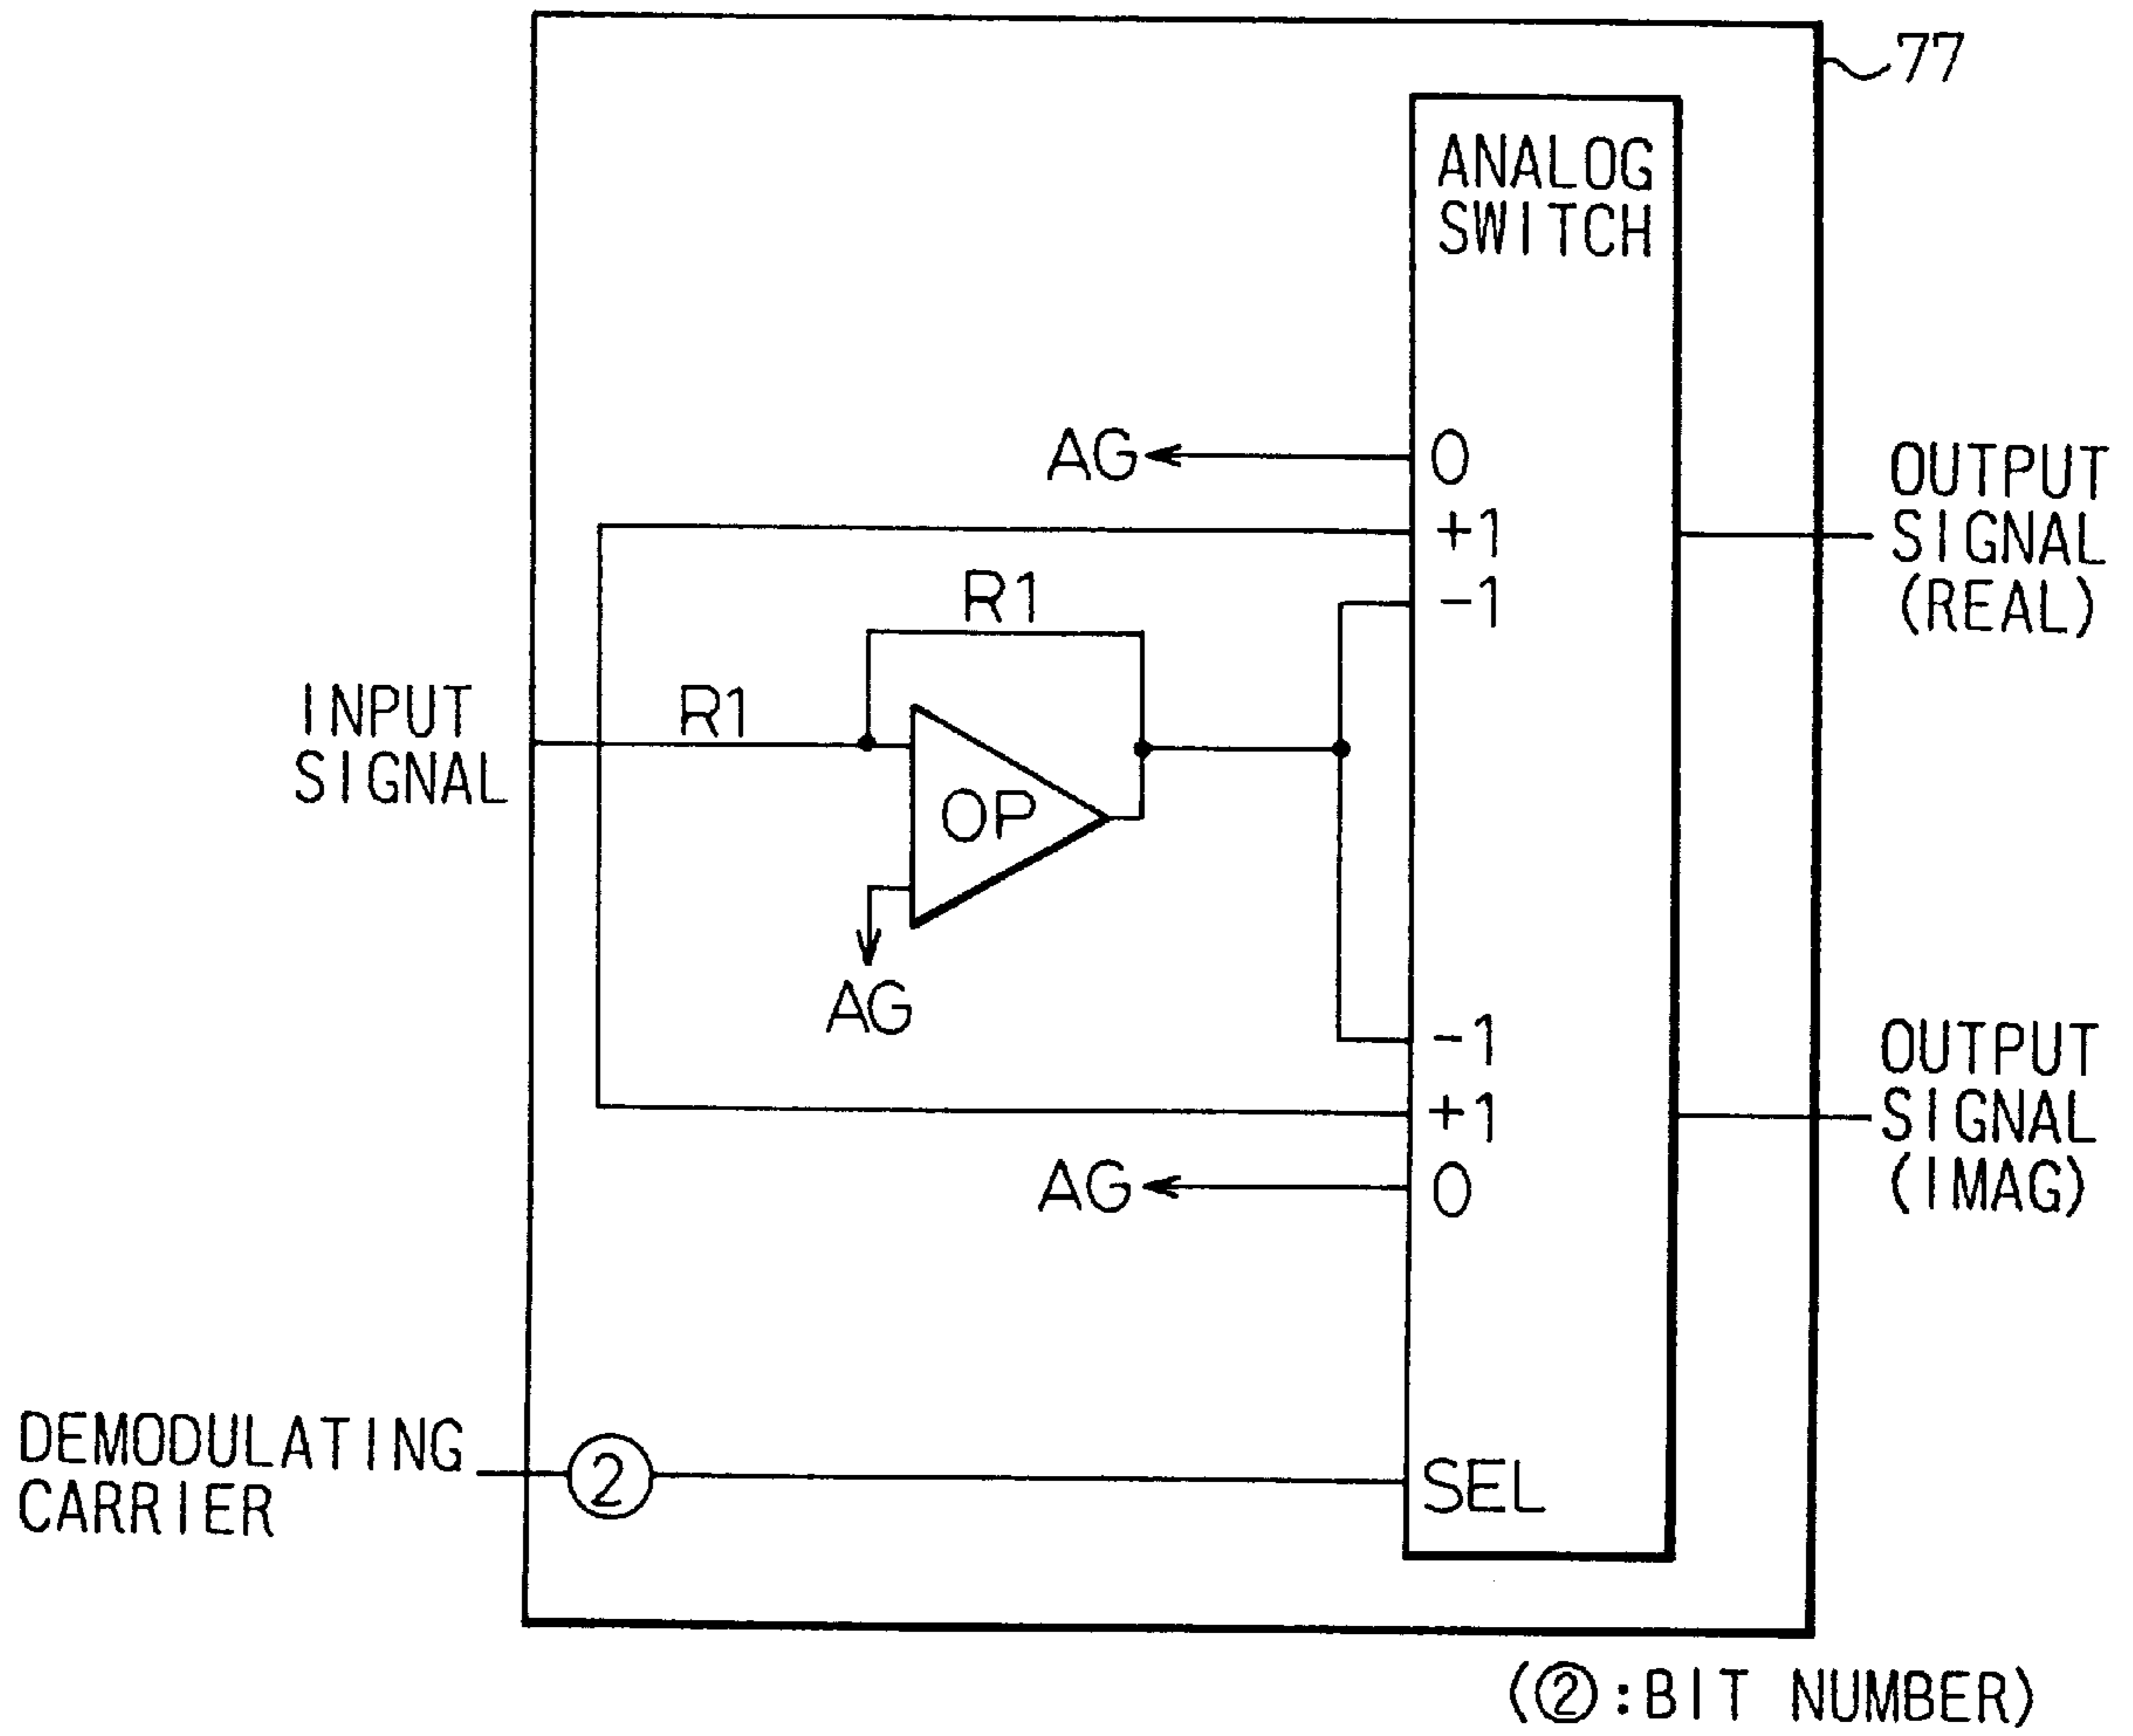 77
ANALOG
SWITCH
AG
0
+1
-1
R1
R1
INPUT
SIGNAL
OP
AG
-1
+1
AG
0
OUTPUT
SIGNAL
(REAL)
OUTPUT
SIGNAL
(IMAG)
DEMODULATING
CARRIER
2
SEL
(②:BIT NUMBER)